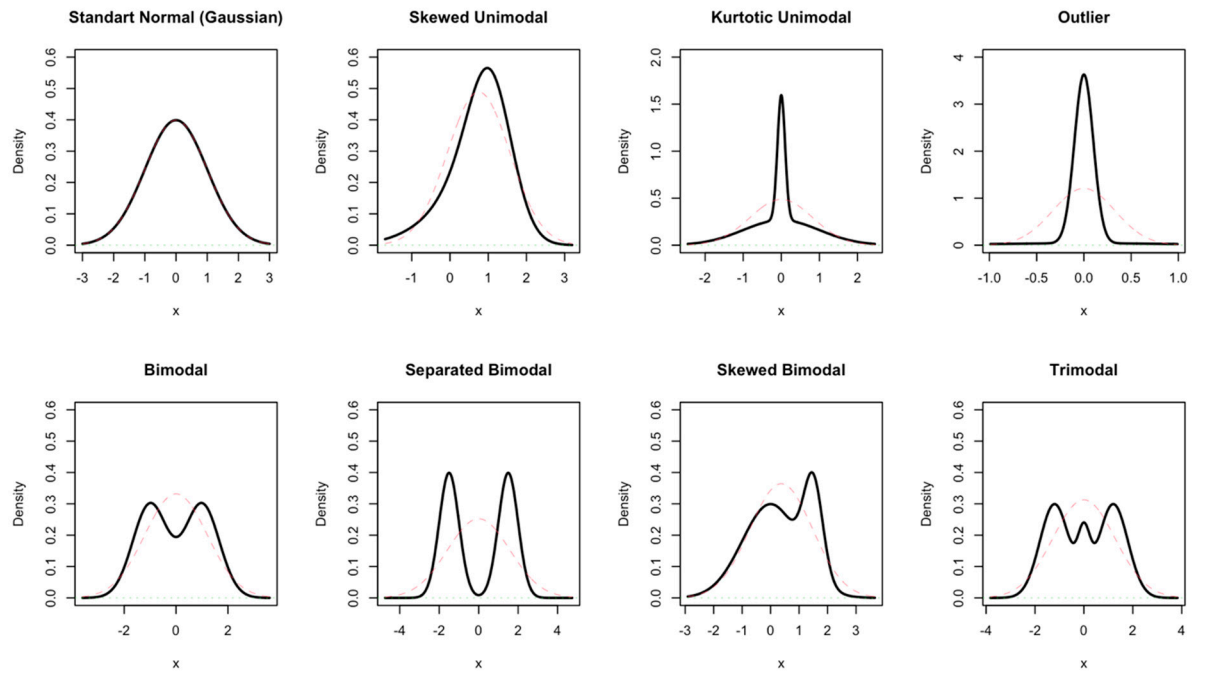 Standart Normal (Gaussian)
Density
0.0 0.1 0.2 0.3 0.4 0.5 0.6
-3 -2 -1 0 1 2 3
x
Skewed Unimodal
Density
0.0 0.1 0.2 0.3 0.4 0.5 0.6
-1 0 1 2 3
x
Kurtotic Unimodal
Density
0.0 0.5 1.0 1.5 2.0
-2 -1 0 1 2
x
Outlier
Density
0 1 2 3 4
-1.0 -0.5 0.0 0.5 1.0
x
Bimodal
Density
0.0 0.1 0.2 0.3 0.4 0.5 0.6
-2 0 2
x
Separated Bimodal
Density
0.0 0.1 0.2 0.3 0.4 0.5 0.6
-4 -2 0 2 4
x
Skewed Bimodal
Density
0.0 0.1 0.2 0.3 0.4 0.5 0.6
-3 -2 -1 0 1 2 3
x
Trimodal
Density
0.0 0.1 0.2 0.3 0.4 0.5 0.6
-4 -2 0 2 4
x